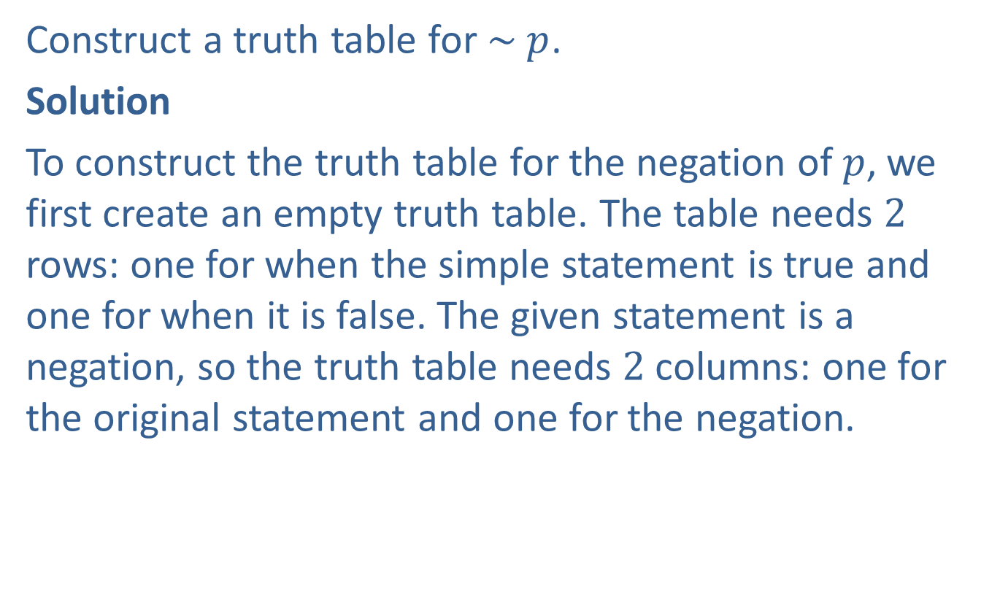 Construct a truth table for ~ p.
Solution
To construct the truth table for the negation of p, we
first create an empty truth table. The table needs 2
rows: one for when the simple statement is true and
one for when it is false. The given statement is a
negation, so the truth table needs 2 columns: one for
the original statement and one for the negation.